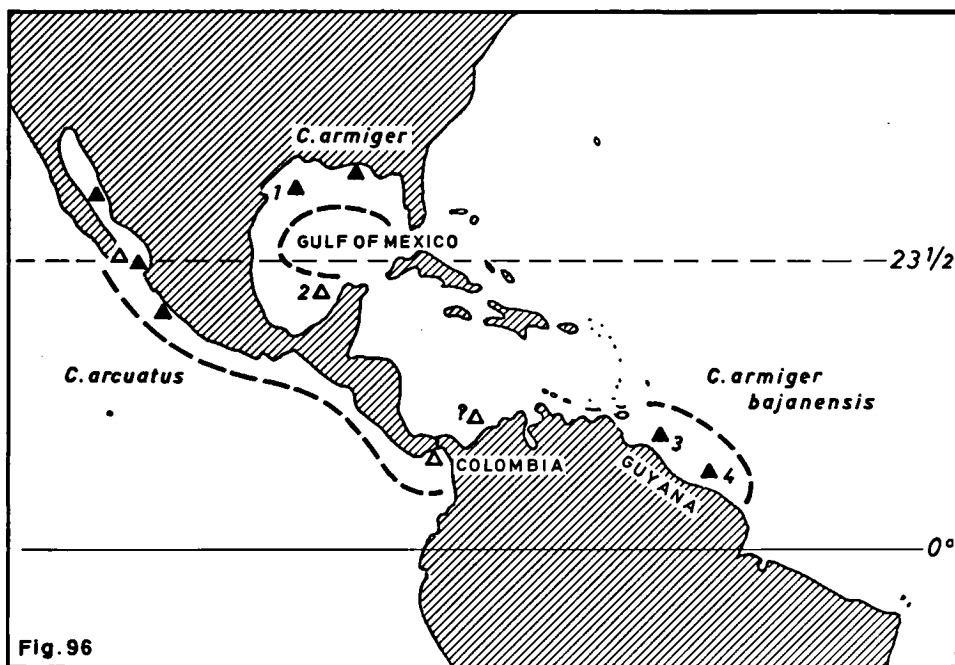 C. armiger
1
GULF OF MEXICO
23 1/2
2
C. arcuatus
C. armiger
bajanensis
?
3
COLOMBIA
4
GUYANA
0°
Fig. 96